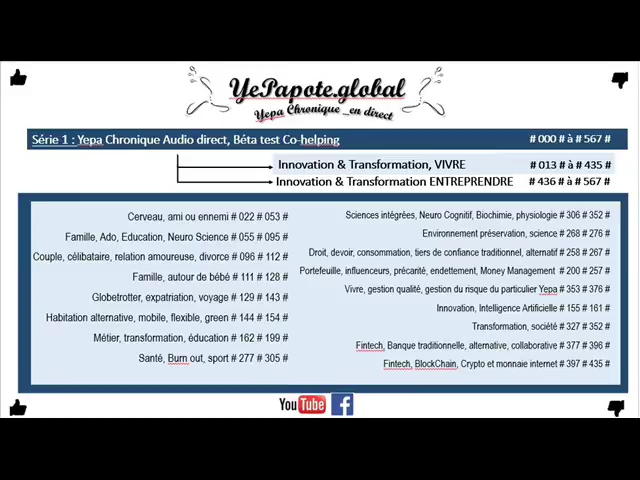 YePapote.global
Yepa Chronique _en direct
Série 1 : Yepa Chronique Audio direct, Béta test Co-helping # 000 # à # 567 #
Innovation & Transformation, VIVRE # 013 # à # 435 #
Innovation & Transformation ENTREPRENDRE # 436 # à # 567 #
Cerveau, ami ou ennemi # 022 # 053 #
Famille, Ado, Education, Neuro Science # 055 # 095 #
Couple, célibataire, relation amoureuse, divorce # 096 # 112 #
Famille, autour de bébé # 111 # 128 #
Globetrotter, expatriation, voyage # 129 # 143 #
Habitation alternative, mobile, flexible, green # 144 # 154 #
Métier, transformation, éducation # 162 # 199 #
Santé, Burn out, sport # 277 # 305 #
Sciences intégrées, Neuro Cognitif, Biochimie, physiologie # 306 # 352 #
Environnement préservation, science # 268 # 276 #
Droit, devoir, consommation, tiers de confiance traditionnel, alternatif # 258 # 267 #
Portefeuille, influenceurs, précarité, endettement, Money Management # 200 # 257 #
Vivre, gestion qualité, gestion du risque du particulier Yepa # 353 # 376 #
Innovation, Intelligence Artificielle # 155 # 161 #
Transformation, société # 327 # 352 #
Fintech, Banque traditionnelle, alternative, collaborative # 377 # 396 #
Fintech, BlockChain, Crypto et monnaie internet # 397 # 435 #
YouTube f